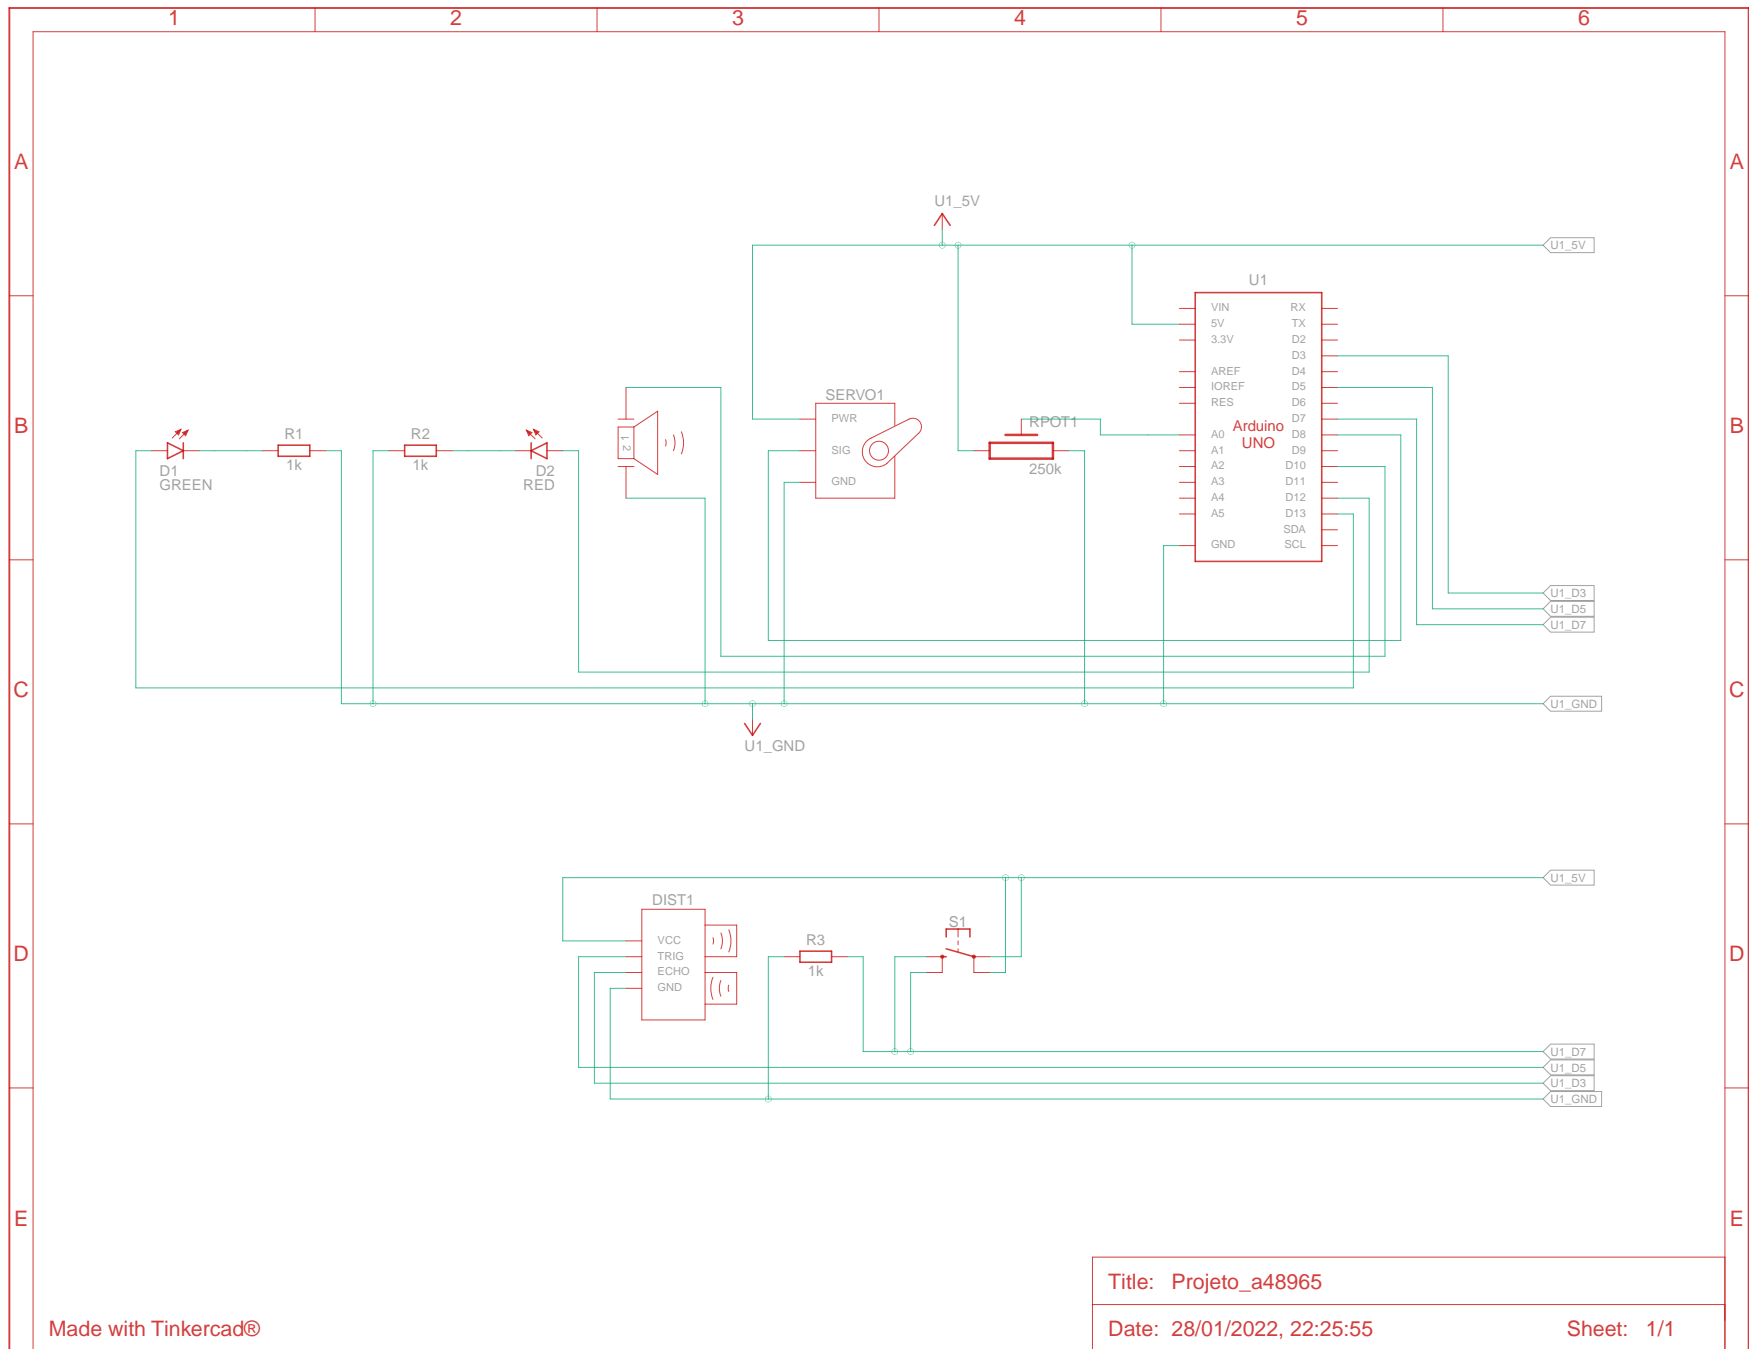 1 2 3 4 5 6
A A
U1_5V
U1_5V
U1
VIN RX
5V TX
3.3V D2
D3
AREF D4
IOREF D5
RES D6
D7
A0 D8
A1 D9
A2 D10
A3 D11
A4 D12
A5 D13
SDA
GND SCL
Arduino
UNO
B B
SERVO1
PWR
SIG
GND
RPOT1
250k
R1
1k
D1
GREEN
R2
1k
D2
RED
1
2
U1_D3
U1_D5
U1_D7
C C
U1_GND
U1_GND
U1_5V
DIST1
VCC
TRIG
ECHO
GND
R3
1k
S1
D D
U1_D7
U1_D5
U1_D3
U1_GND
E E
Title: Projeto_a48965
Made with Tinkercad®
Date: 28/01/2022, 22:25:55 Sheet: 1/1